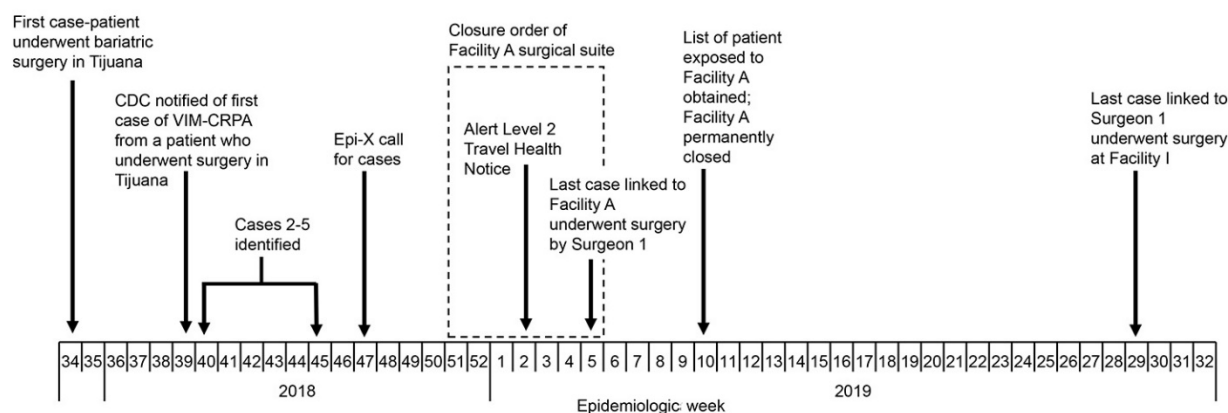 First case-patient
underwent bariatric
surgery in Tijuana
CDC notified of first
case of VIM-CRPA
from a patient who
underwent surgery in
Tijuana
Cases 2-5
identified
Epi-X call
for cases
Closure order of
Facility A surgical suite
Alert Level 2
Travel Health
Notice
Last case linked to
Facility A
underwent surgery
by Surgeon 1
List of patient
exposed to
Facility A
obtained;
Facility A
permanently
closed
Last case linked to
Surgeon 1
underwent surgery
at Facility I
34 35 36 37 38 39 40 41 42 43 44 45 46 47 48 49 50 51 52 1 2 3 4 5 6 7 8 9 10 11 12 13 14 15 16 17 18 19 20 21 22 23 24 25 26 27 28 29 30 31 32
2018 2019
Epidemiologic week